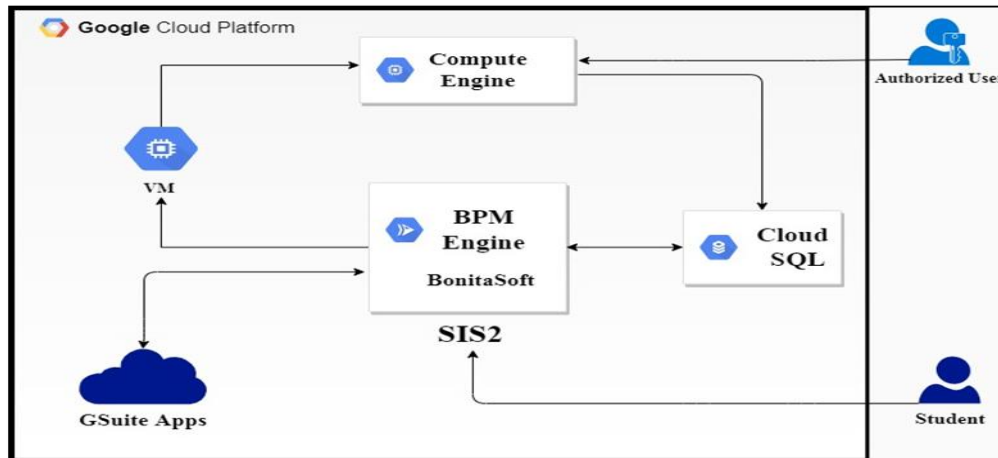 Google Cloud Platform
Compute
Engine
Authorized User
VM
BPM
Engine
BonitaSoft
Cloud
SQL
SIS2
GSuite Apps
Student